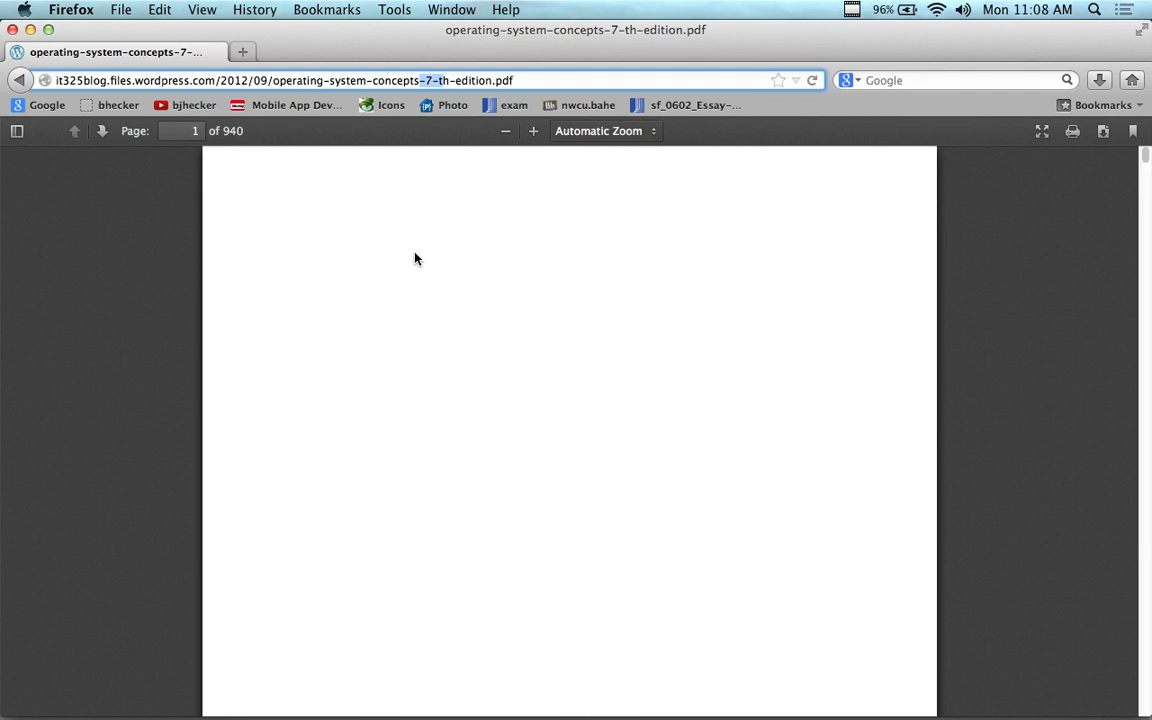 Firefox File Edit View History Bookmarks Tools Window Help 96% Mon 11:08 AM
operating-system-concepts-7-th-edition.pdf
operating-system-concepts-7-...
it325blog.files.wordpress.com/2012/09/operating-system-concepts-7-th-edition.pdf Google
Google bhecker bjhecker Mobile App Dev... Icons Photo exam nwcu.bahe sf_0602_Essay-... Bookmarks
Page: 1 of 940 Automatic Zoom